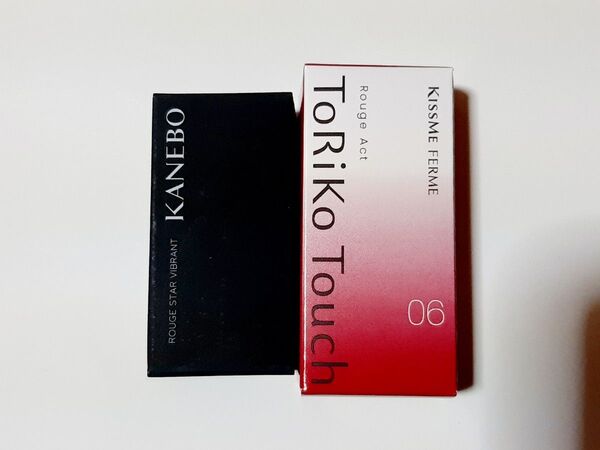 KANEBO
ROUGE STAR VIBRANT
KISSME FERME
Rouge Act
ToRiKo Touch
06